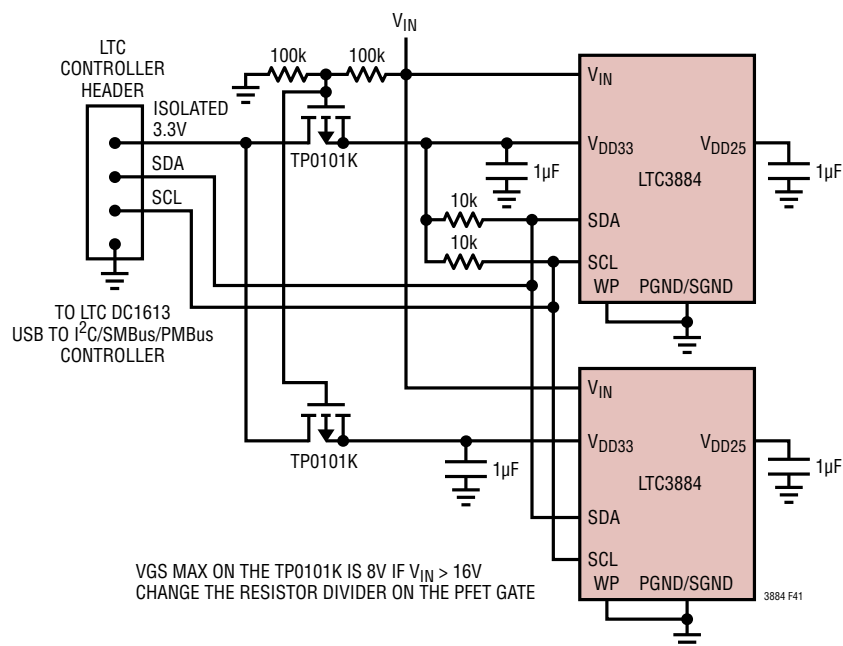 V_IN
LTC
CONTROLLER
HEADER
100k
100k
ISOLATED
3.3V
SDA
SCL
TP0101K
1µF
10k
10k
V_IN
V_DD33
V_DD25
LTC3884
SDA
SCL
WP PGND/SGND
1µF
TO LTC DC1613
USB TO I²C/SMBus/PMBus
CONTROLLER
TP0101K
1µF
V_IN
V_DD33
V_DD25
LTC3884
SDA
SCL
WP PGND/SGND
1µF
VGS MAX ON THE TP0101K IS 8V IF V_IN > 16V
CHANGE THE RESISTOR DIVIDER ON THE PFET GATE
3884 F41